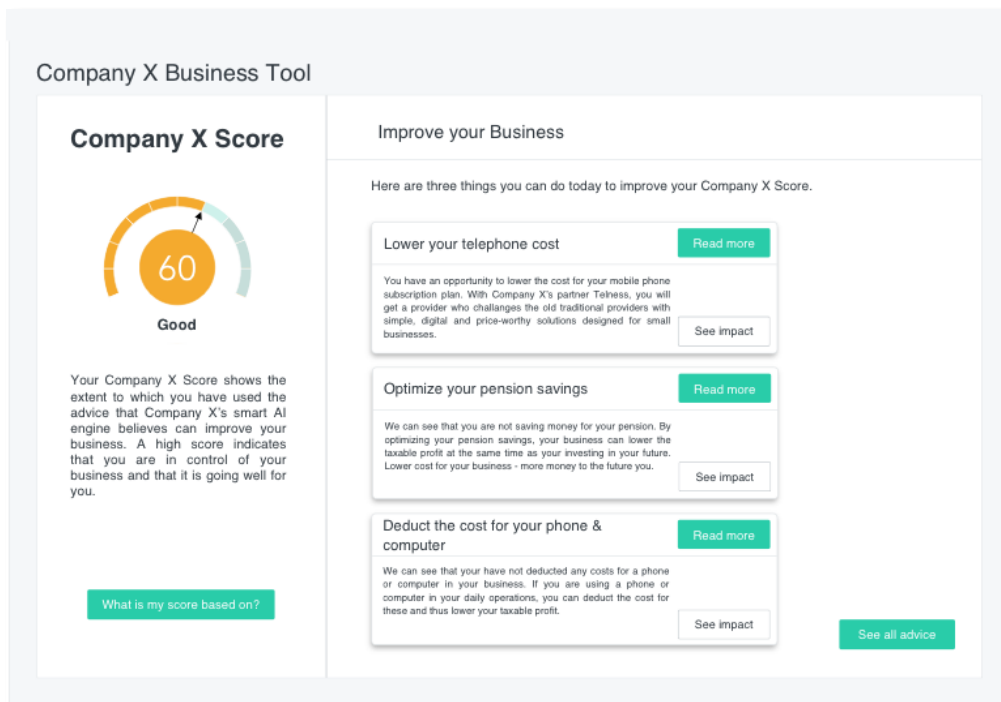 Company X Business Tool
Company X Score
60
Good
Your Company X Score shows the
extent to which you have used the
advice that Company X's smart AI
engine believes can improve your
business. A high score indicates
that you are in control of your
business and that it is going well for
you.
What is my score based on?
Improve your Business
Here are three things you can do today to improve your Company X Score.
Lower your telephone cost
Read more
You have an opportunity to lower the cost for your mobile phone
subscription plan. With Company X's partner Telness, you will
get a provider who challanges the old traditional providers with
simple, digital and price-worthy solutions designed for small
businesses.
See impact
Optimize your pension savings
Read more
We can see that you are not saving money for your pension. By
optimizing your pension savings, your business can lower the
taxable profit at the same time as your investing in your future.
Lower cost for your business - more money to the future you.
See impact
Deduct the cost for your phone &
computer
Read more
We can see that your have not deducted any costs for a phone
or computer in your business. If you are using a phone or
computer in your daily operations, you can deduct the cost for
these and thus lower your taxable profit.
See impact
See all advice